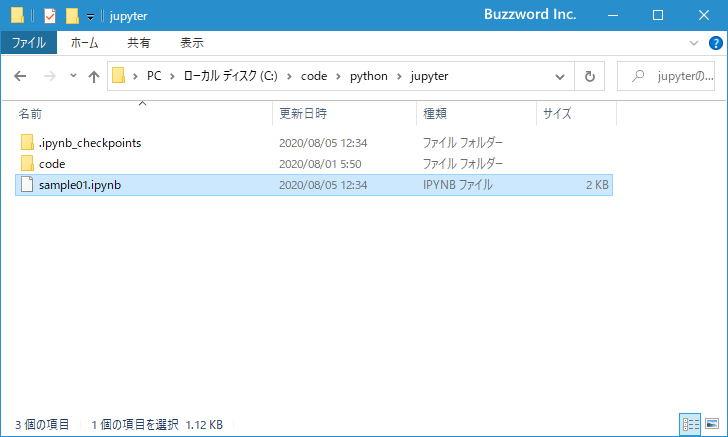 jupyter Buzzword Inc.
ファイル ホーム 共有 表示
PC ローカル ディスク (C:) code python jupyter jupyterの...
名前 更新日時 種類 サイズ
.ipynb_checkpoints 2020/08/05 12:34 ファイル フォルダー
code 2020/08/01 5:50 ファイル フォルダー
sample01.ipynb 2020/08/05 12:34 IPYNB ファイル 2 KB
3 個の項目 1 個の項目を選択 1.12 KB